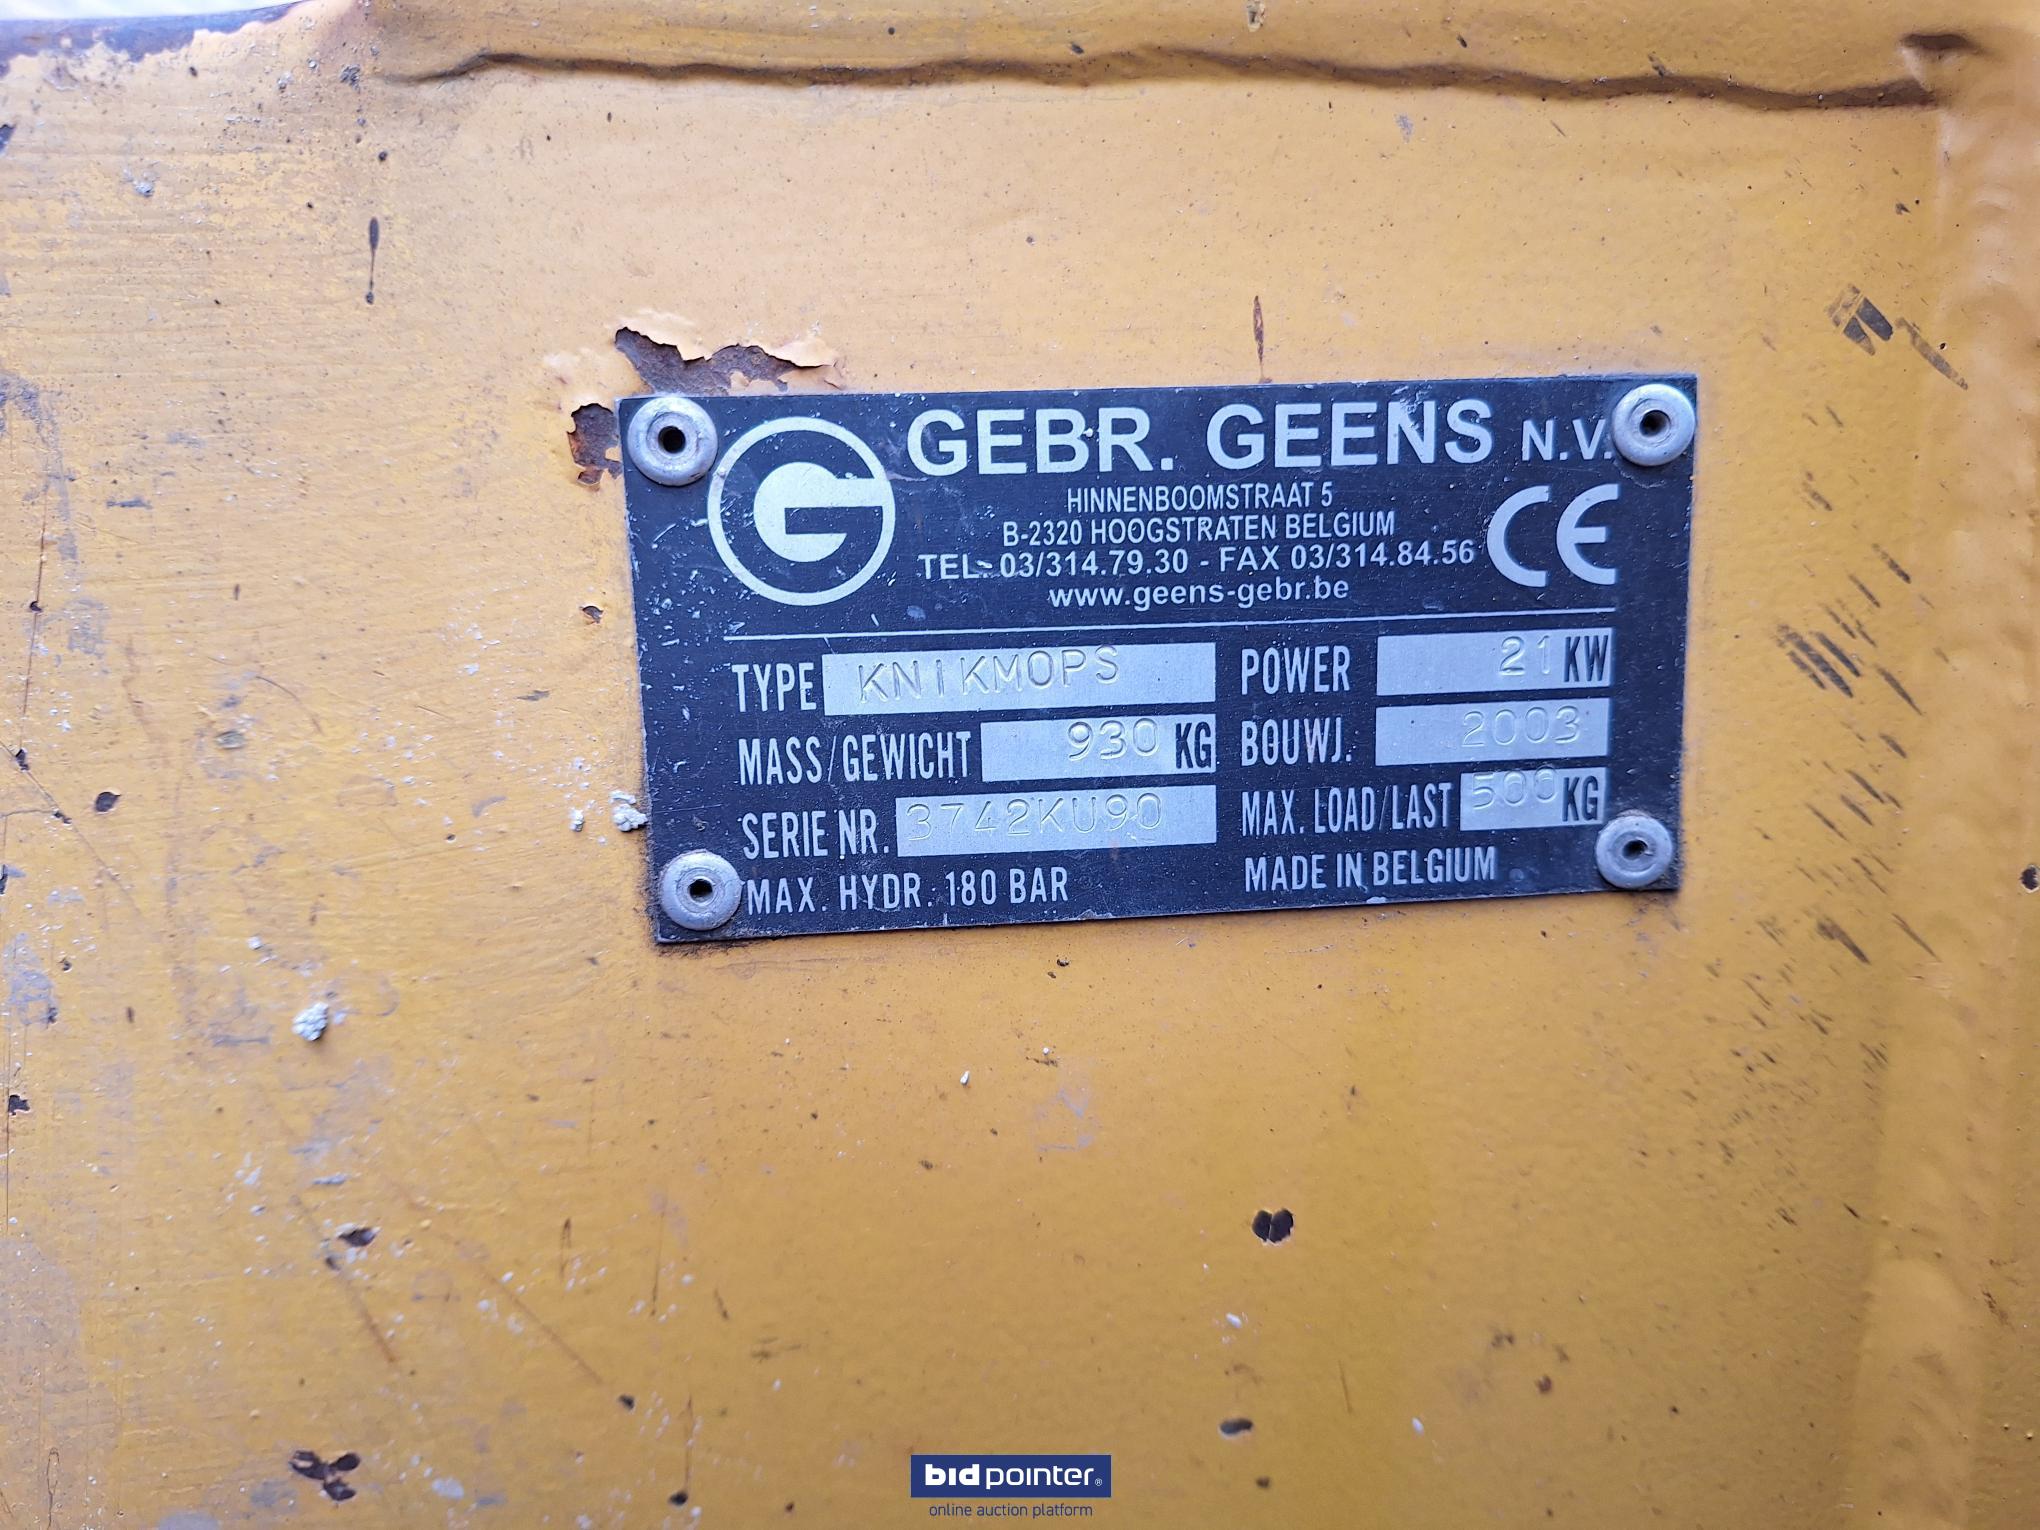 GEBR. GEENS N.V.
HINNENBOOMSTRAAT 5
B-2320 HOOGSTRATEN BELGIUM
TEL. 03/314.79.30 - FAX 03/314.84.56
www.geens-gebr.be
CE
TYPE KNIKMOPS POWER 21 KW
MASS/GEWICHT 930 KG BOUWJ. 2003
SERIE NR. 3742KU90 MAX. LOAD/LAST 500 KG
MAX. HYDR. 180 BAR MADE IN BELGIUM
bidpointer®
online auction platform